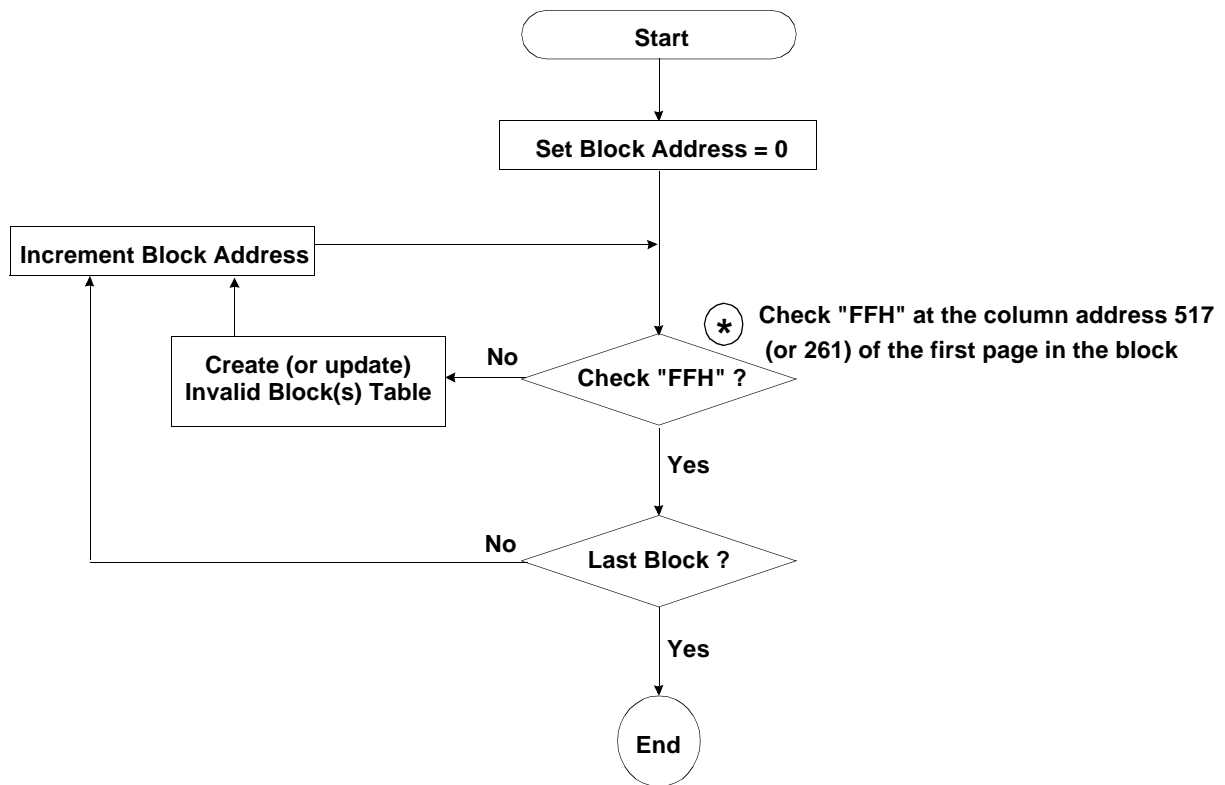 Start
Set Block Address = 0
Increment Block Address
* Check "FFH" at the column address 517
(or 261) of the first page in the block
No
Create (or update)
Invalid Block(s) Table
Check "FFH" ?
Yes
No
Last Block ?
Yes
End